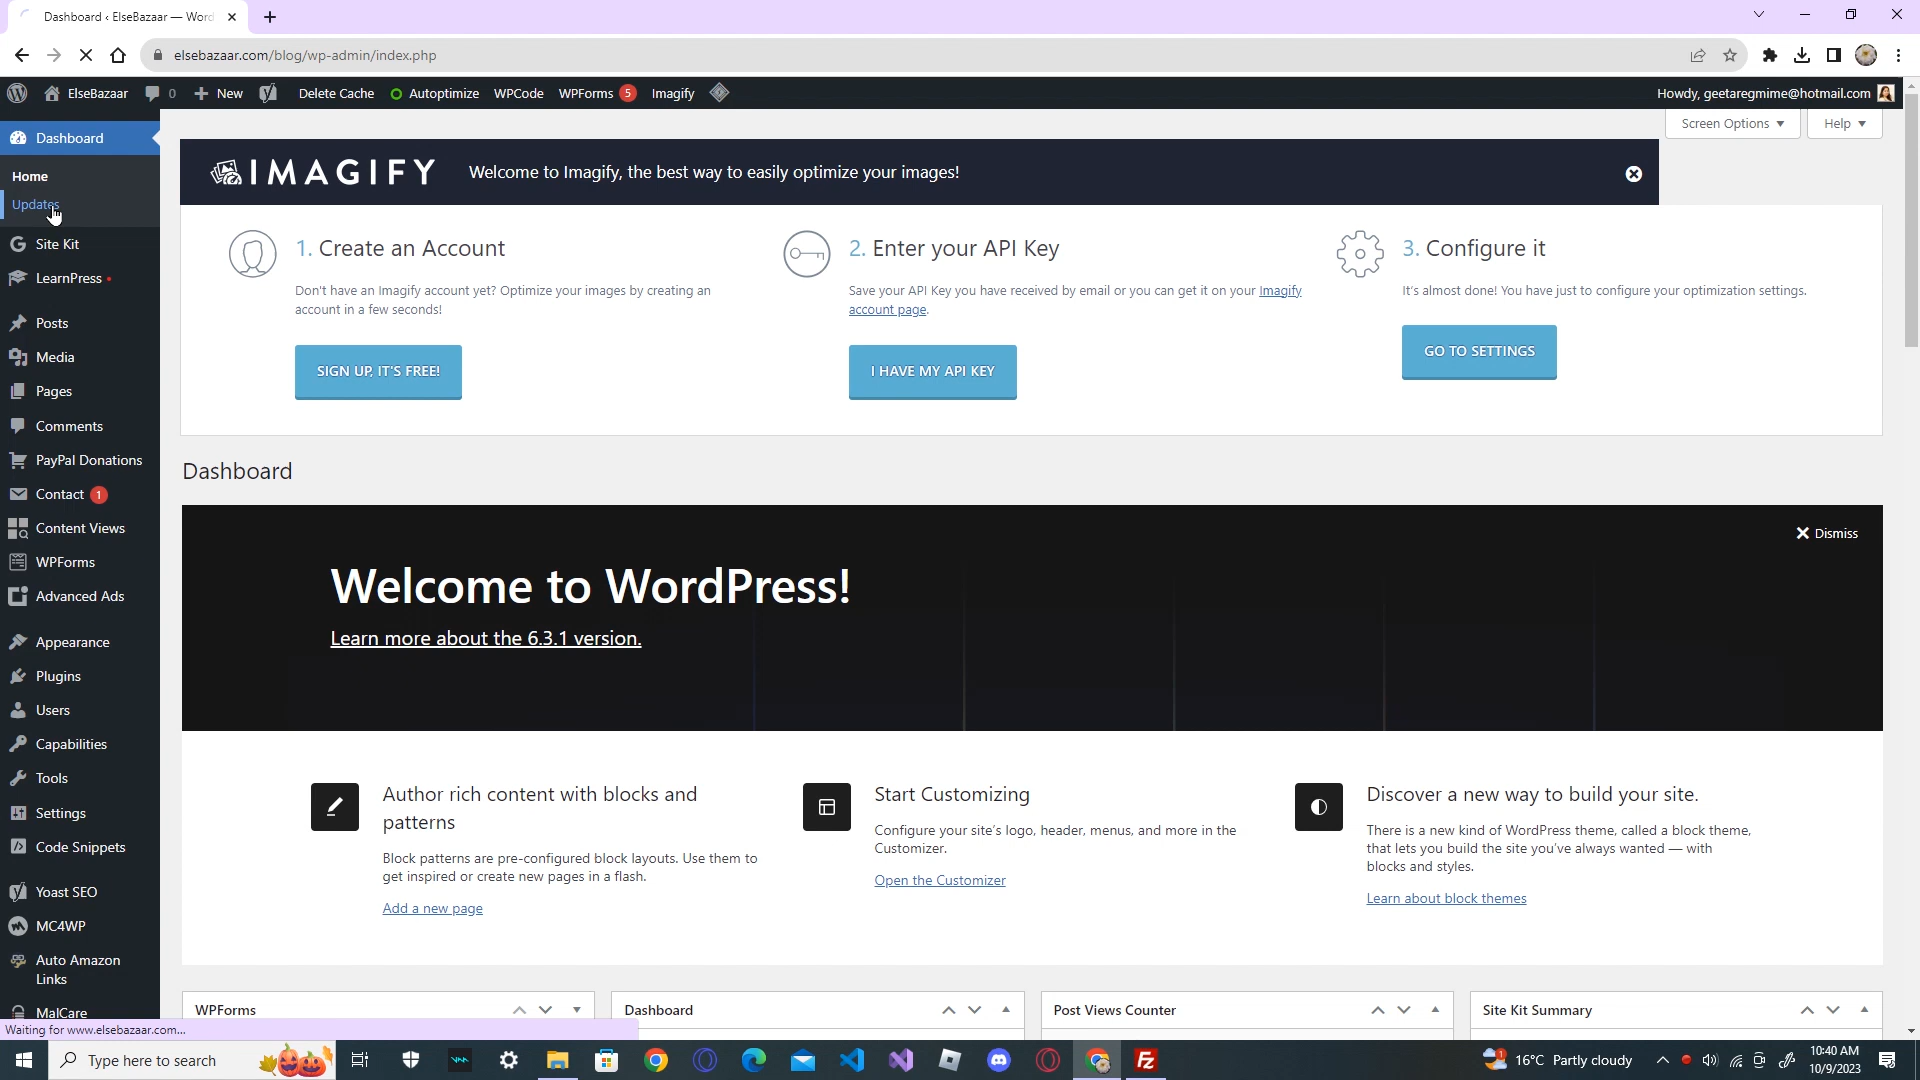 Dashboard ‹ ElseBazaar — Word
elsebazaar.com/blog/wp-admin/index.php
ElseBazaar
0
New
Delete Cache
Autoptimize
WPCode
WPForms 5
Imagify
Howdy, geetaregmime@hotmail.com
Screen Options
Help
Dashboard
Home
Updates
Site Kit
LearnPress
Posts
Media
Pages
Comments
PayPal Donations
Contact 1
Content Views
WPForms
Advanced Ads
Appearance
Plugins
Users
Capabilities
Tools
Settings
Code Snippets
Yoast SEO
MC4WP
Auto Amazon
Links
MalCare
IMAGIFY
Welcome to Imagify, the best way to easily optimize your images!
1. Create an Account
Don't have an Imagify account yet? Optimize your images by creating an
account in a few seconds!
SIGN UP, IT'S FREE!
2. Enter your API Key
Save your API Key you have received by email or you can get it on your Imagify
account page.
I HAVE MY API KEY
3. Configure it
It's almost done! You have just to configure your optimization settings.
GO TO SETTINGS
Dashboard
Dismiss
Welcome to WordPress!
Learn more about the 6.3.1 version.
Author rich content with blocks and
patterns
Block patterns are pre-configured block layouts. Use them to
get inspired or create new pages in a flash.
Add a new page
Start Customizing
Configure your site's logo, header, menus, and more in the
Customizer.
Open the Customizer
Discover a new way to build your site.
There is a new kind of WordPress theme, called a block theme,
that lets you build the site you've always wanted — with
blocks and styles.
Learn about block themes
WPForms
Dashboard
Post Views Counter
Site Kit Summary
Waiting for www.elsebazaar.com...
Type here to search
16°C Partly cloudy
10:40 AM
10/9/2023